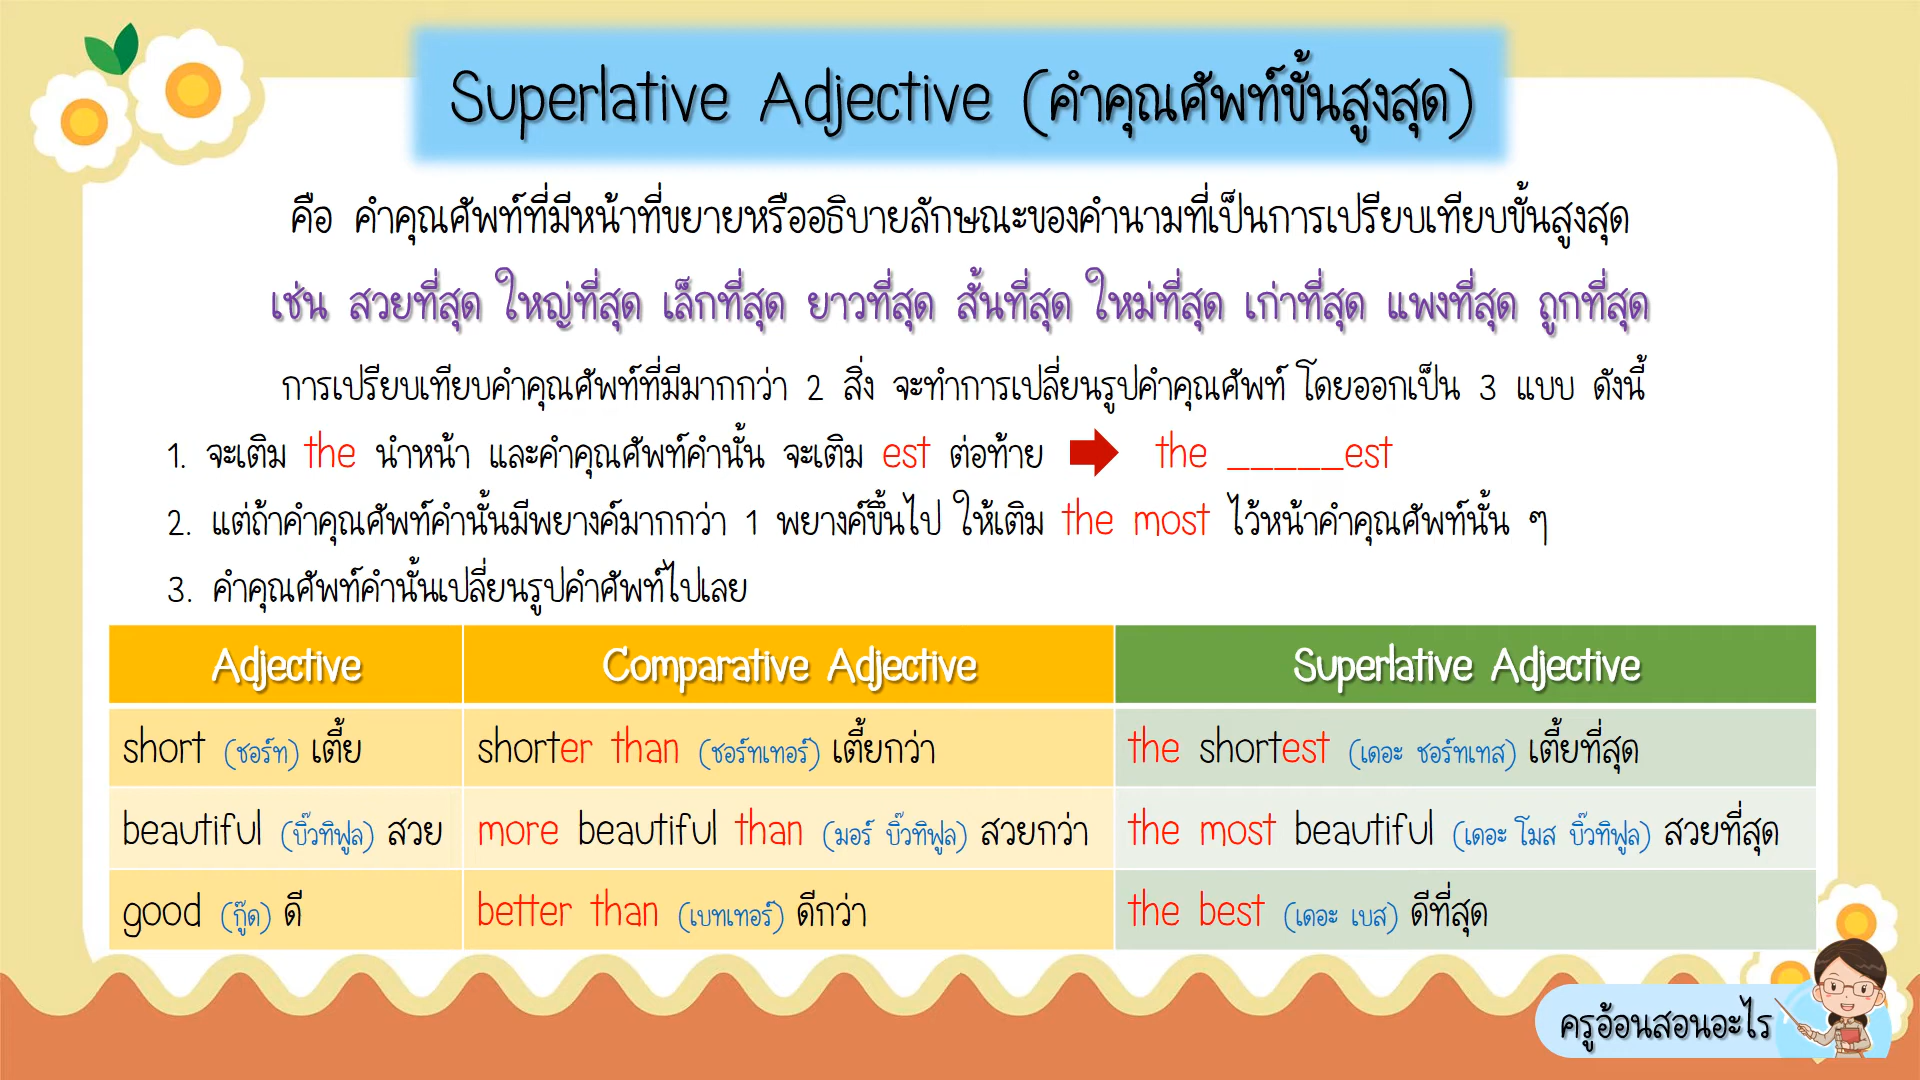 Superlative Adjective (คำคุณศัพท์ขั้นสูงสุด)
คือ คำคุณศัพท์ที่มีหน้าที่ขยายหรืออธิบายลักษณะของคำนามที่เป็นการเปรียบเทียบขั้นสูงสุด
เช่น สวยที่สุด ใหญ่ที่สุด เล็กที่สุด ยาวที่สุด สั้นที่สุด ใหม่ที่สุด เก่าที่สุด แพงที่สุด ถูกที่สุด
การเปรียบเทียบคำคุณศัพท์ที่มีมากกว่า 2 สิ่ง จะทำการเปลี่ยนรูปคำคุณศัพท์ โดยออกเป็น 3 แบบ ดังนี้
1. จะเติม the นำหน้า และคำคุณศัพท์คำนั้น จะเติม est ต่อท้าย the _____est
2. แต่ถ้าคำคุณศัพท์คำนั้นมีพยางค์มากกว่า 1 พยางค์ขึ้นไป ให้เติม the most ไว้หน้าคำคุณศัพท์นั้น ๆ
3. คำคุณศัพท์คำนั้นเปลี่ยนรูปคำศัพท์ไปเลย
Adjective Comparative Adjective Superlative Adjective
short (ชอร์ท) เตี้ย shorter than (ชอร์ทเทอร์) เตี้ยกว่า the shortest (เดอะ ชอร์ทเทส) เตี้ยที่สุด
beautiful (บิ๊วทิฟูล) สวย more beautiful than (มอร์ บิ๊วทิฟูล) สวยกว่า the most beautiful (เดอะ โมส บิ๊วทิฟูล) สวยที่สุด
good (กู๊ด) ดี better than (เบทเทอร์) ดีกว่า the best (เดอะ เบส) ดีที่สุด
ครูอ้อนสอนอะไร